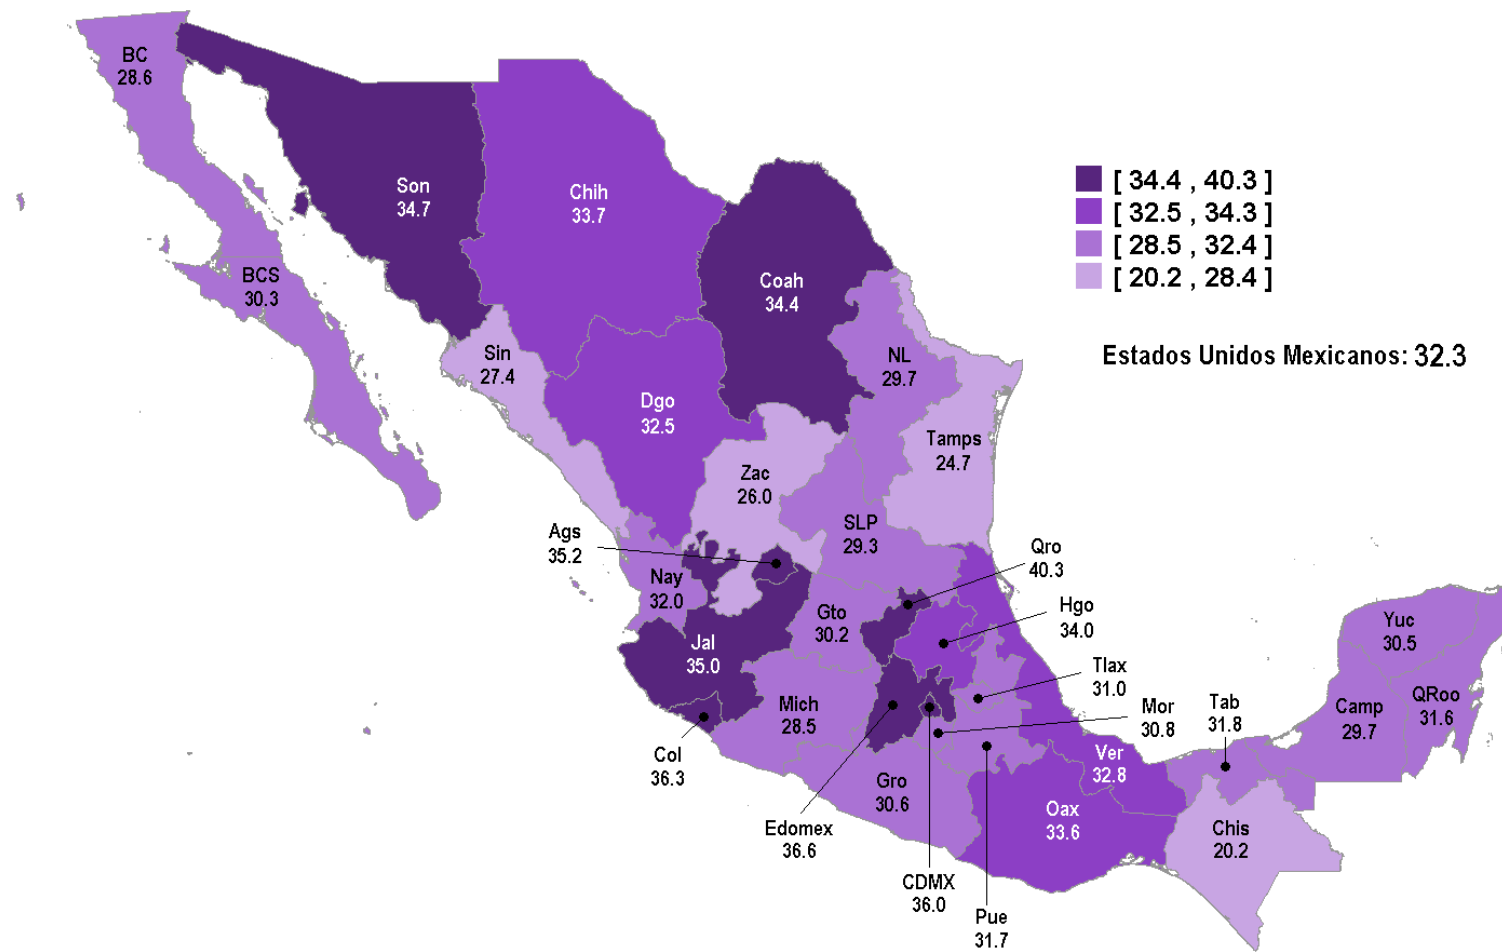 BC
28.6
Son
34.7
Chih
33.7
[ 34.4 , 40.3 ]
[ 32.5 , 34.3 ]
[ 28.5 , 32.4 ]
[ 20.2 , 28.4 ]
BCS
30.3
Coah
34.4
Estados Unidos Mexicanos: 32.3
Sin
27.4
NL
29.7
Dgo
32.5
Tamps
24.7
Zac
26.0
Ags
35.2
SLP
29.3
Qro
40.3
Nay
32.0
Gto
30.2
Hgo
34.0
Yuc
30.5
Jal
35.0
Tlax
31.0
Mich
28.5
Mor
30.8
Tab
31.8
Camp
29.7
QRoo
31.6
Col
36.3
Ver
32.8
Gro
30.6
Oax
33.6
Edomex
36.6
Chis
20.2
CDMX
36.0
Pue
31.7